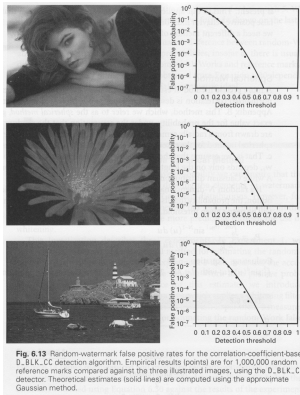 False positive probability
10⁰
10⁻¹
10⁻²
10⁻³
10⁻⁴
10⁻⁵
10⁻⁶
10⁻⁷
0 0.1 0.2 0.3 0.4 0.5 0.6 0.7 0.8 0.9 1
Detection threshold
False positive probability
10⁰
10⁻¹
10⁻²
10⁻³
10⁻⁴
10⁻⁵
10⁻⁶
10⁻⁷
0 0.1 0.2 0.3 0.4 0.5 0.6 0.7 0.8 0.9 1
Detection threshold
False positive probability
10⁰
10⁻¹
10⁻²
10⁻³
10⁻⁴
10⁻⁵
10⁻⁶
10⁻⁷
0 0.1 0.2 0.3 0.4 0.5 0.6 0.7 0.8 0.9 1
Detection threshold
Fig. 6.13 Random-watermark false positive rates for the correlation-coefficient-base
D_BLK_CC detection algorithm. Empirical results (points) are for 1,000,000 random
reference marks compared against the three illustrated images, using the D_BLK_C
detector. Theoretical estimates (solid lines) are computed using the approximate
Gaussian method.